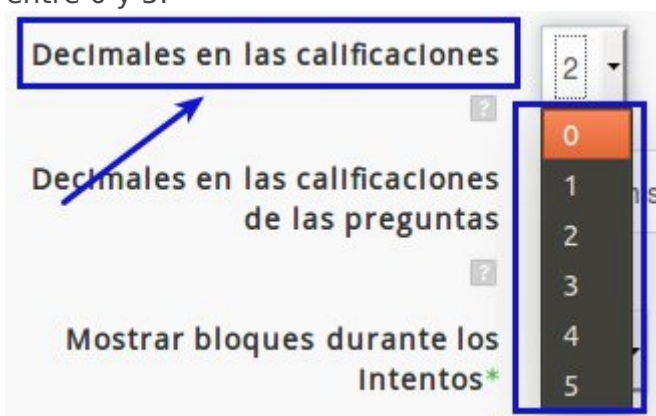 entre 0 y 5.
Decimales en las calificaciones
2
?
0
Decimales en las calificaciones
1
de las preguntas
2
?
3
Mostrar bloques durante los
4
Intentos*
5